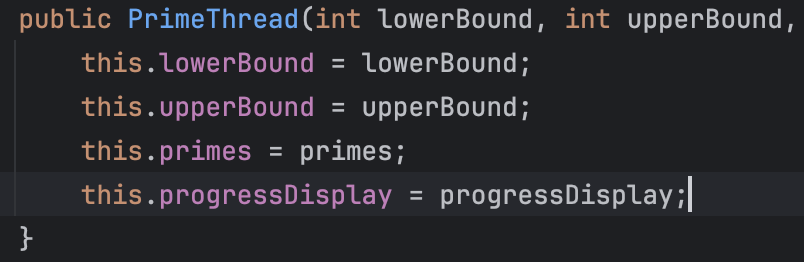 public PrimeThread(int lowerBound, int upperBound,
this.lowerBound = lowerBound;
this.upperBound = upperBound;
this.primes = primes;
this.progressDisplay = progressDisplay;
}